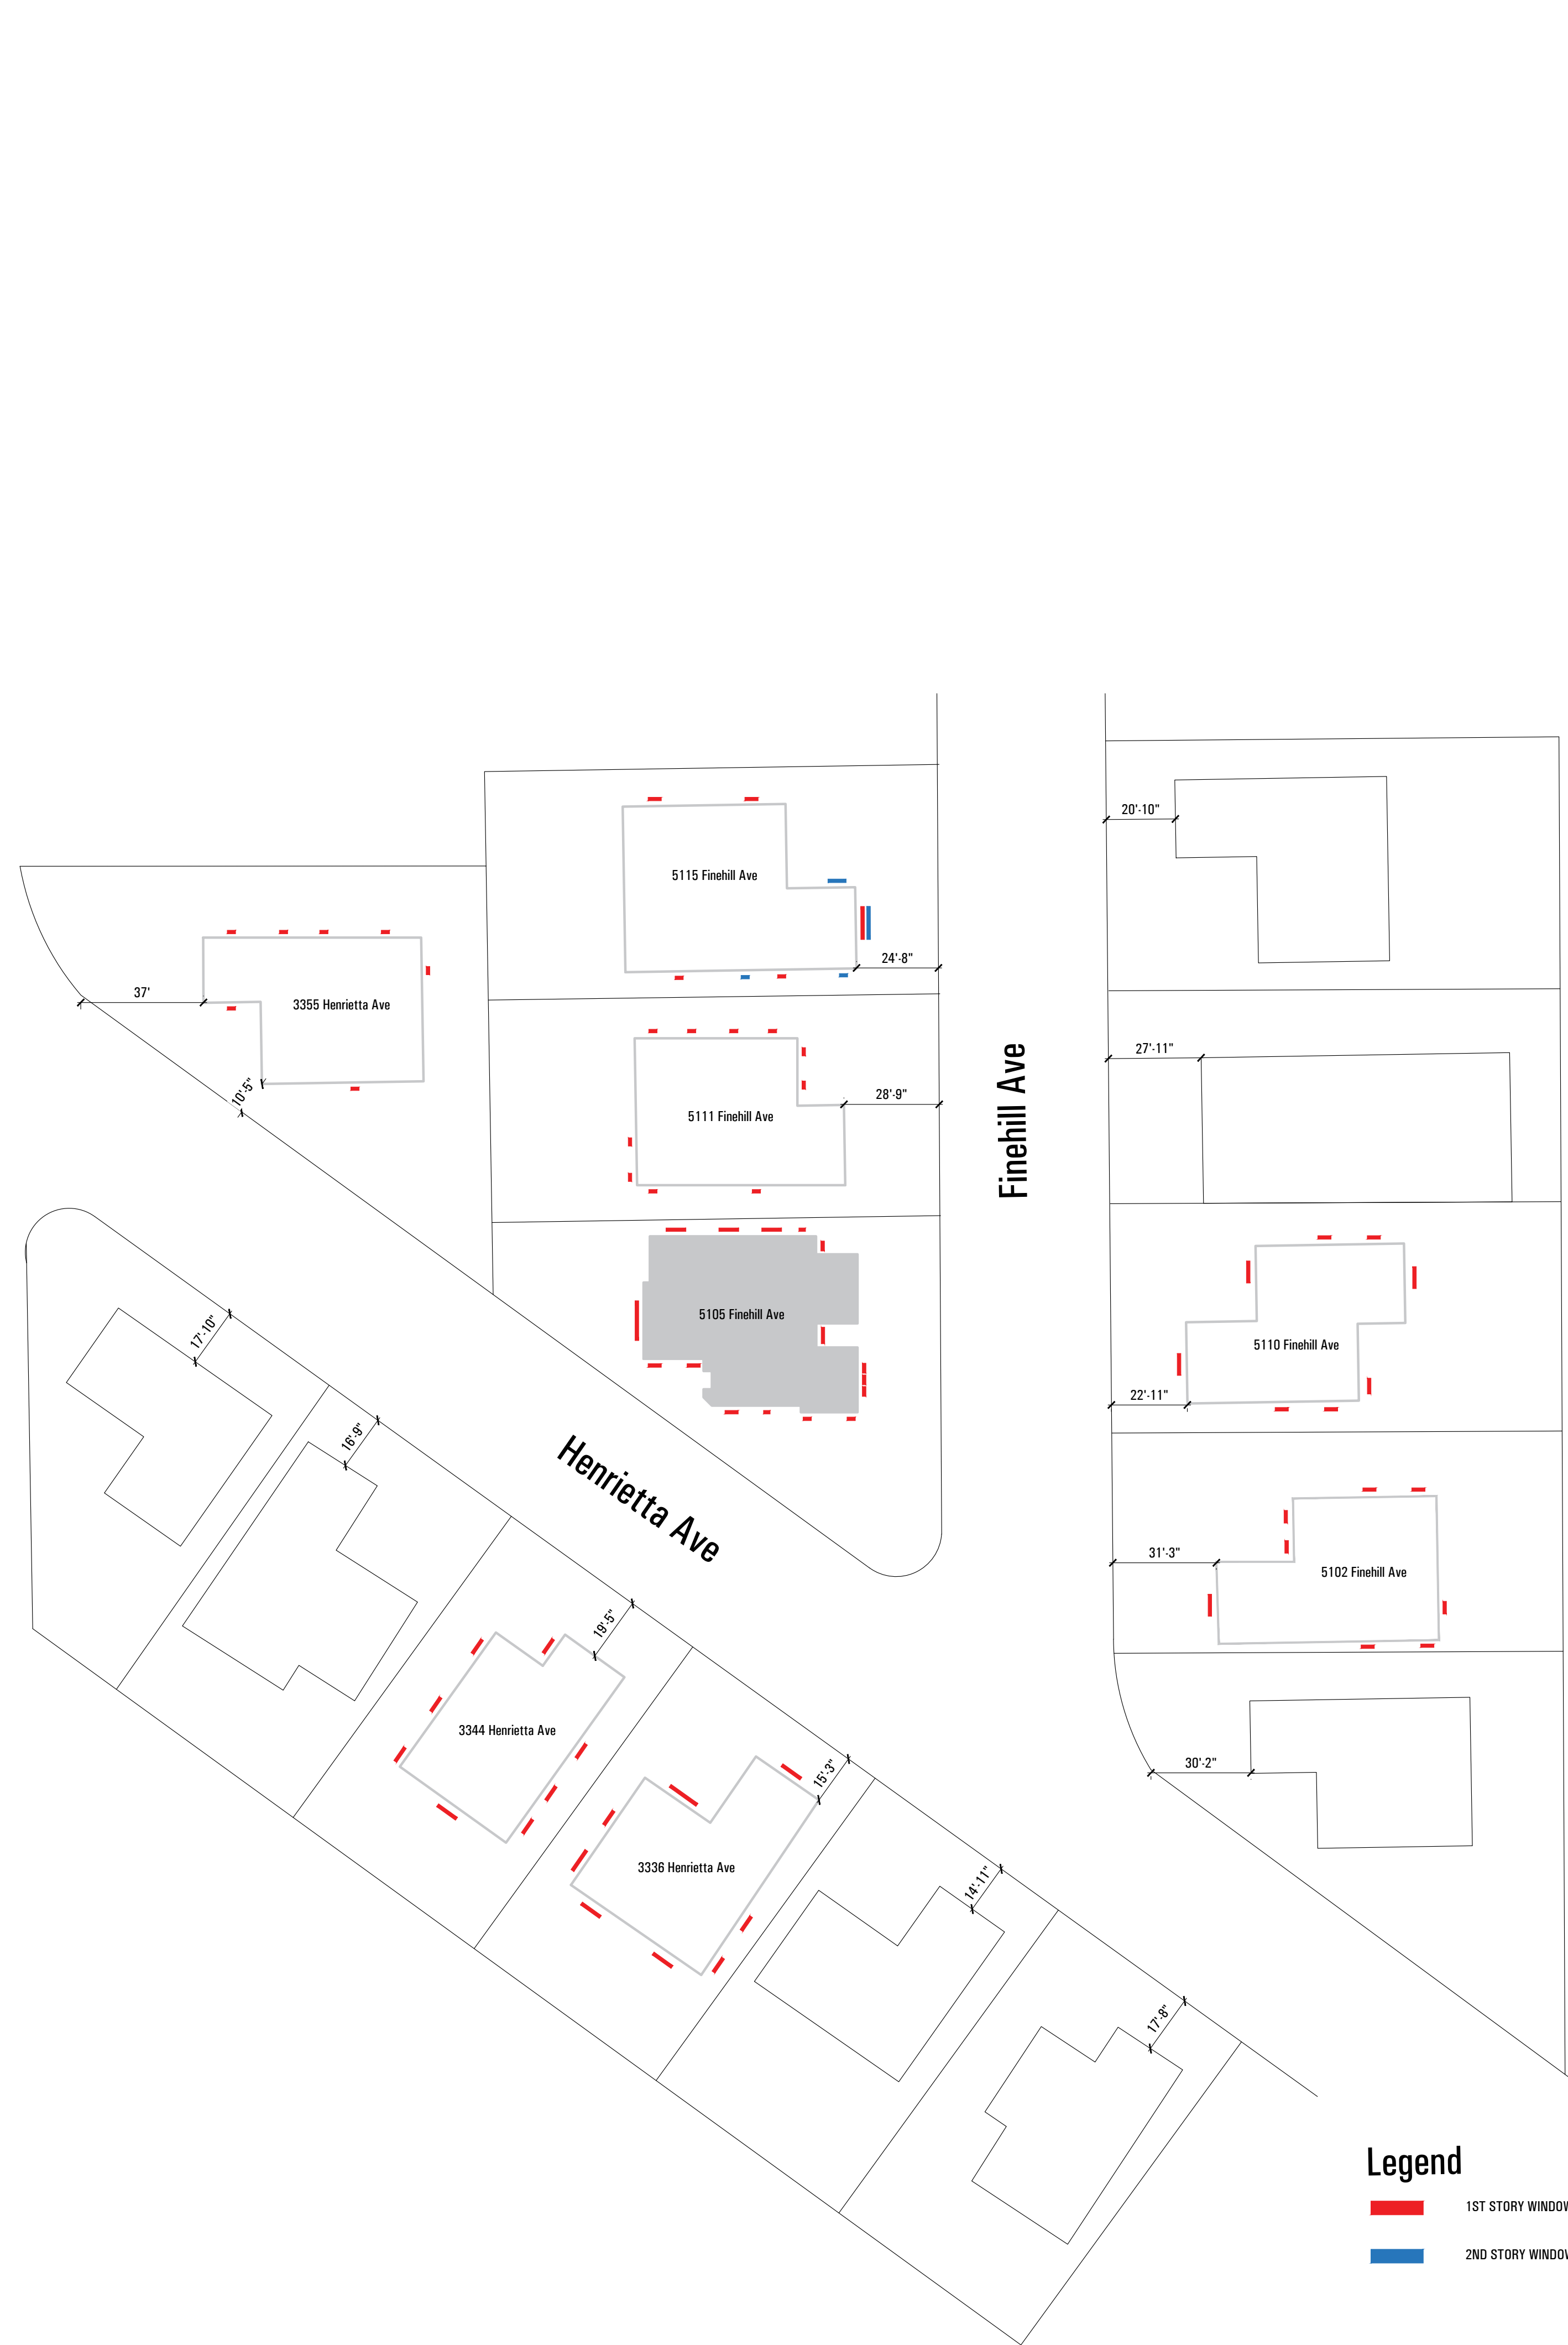 20'-10"
5115 Finehill Ave
24'-8"
37'
3355 Henrietta Ave
10'-5"
27'-11"
28'-9"
5111 Finehill Ave
Finehill Ave
5105 Finehill Ave
17'-10"
5110 Finehill Ave
22'-11"
16'-9"
Henrietta Ave
31'-3"
5102 Finehill Ave
19'-5"
3344 Henrietta Ave
30'-2"
15'-3"
3336 Henrietta Ave
14'-11"
17'-8"
Legend
1ST STORY WINDOW
2ND STORY WINDOW